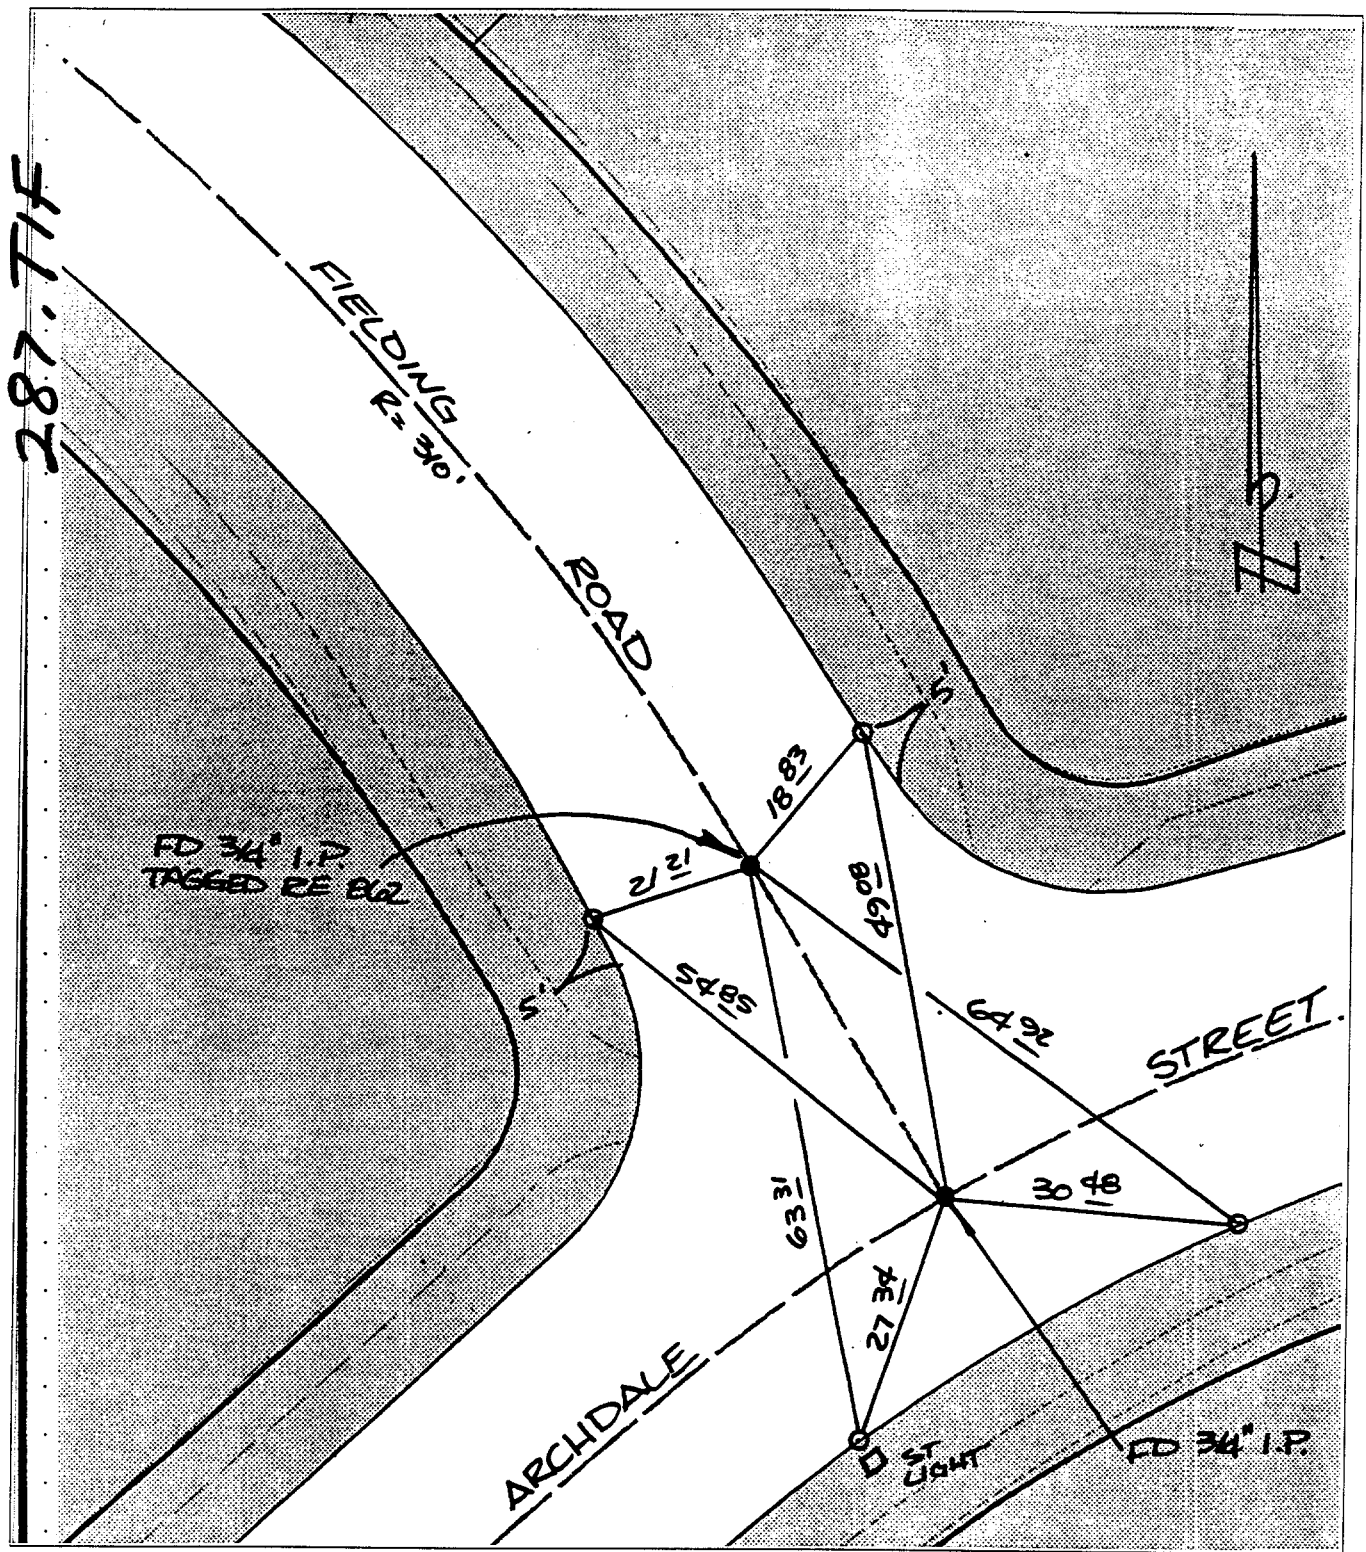 287.TIF
FIELDING
R= 310'
ROAD
5'
18 83
FD 3/4" I.P.
TAGGED RE 862
21 21
49 08
5'
54 85
64 92
STREET
63 31
30 48
27 34
ARCHDALE
ST
LIGHT
FD 3/4" I.P.
N